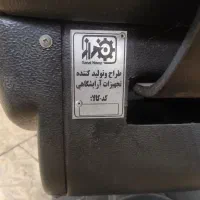 طراح وتولید کننده
تجهیزات آرایشگاهی
کد کالا: